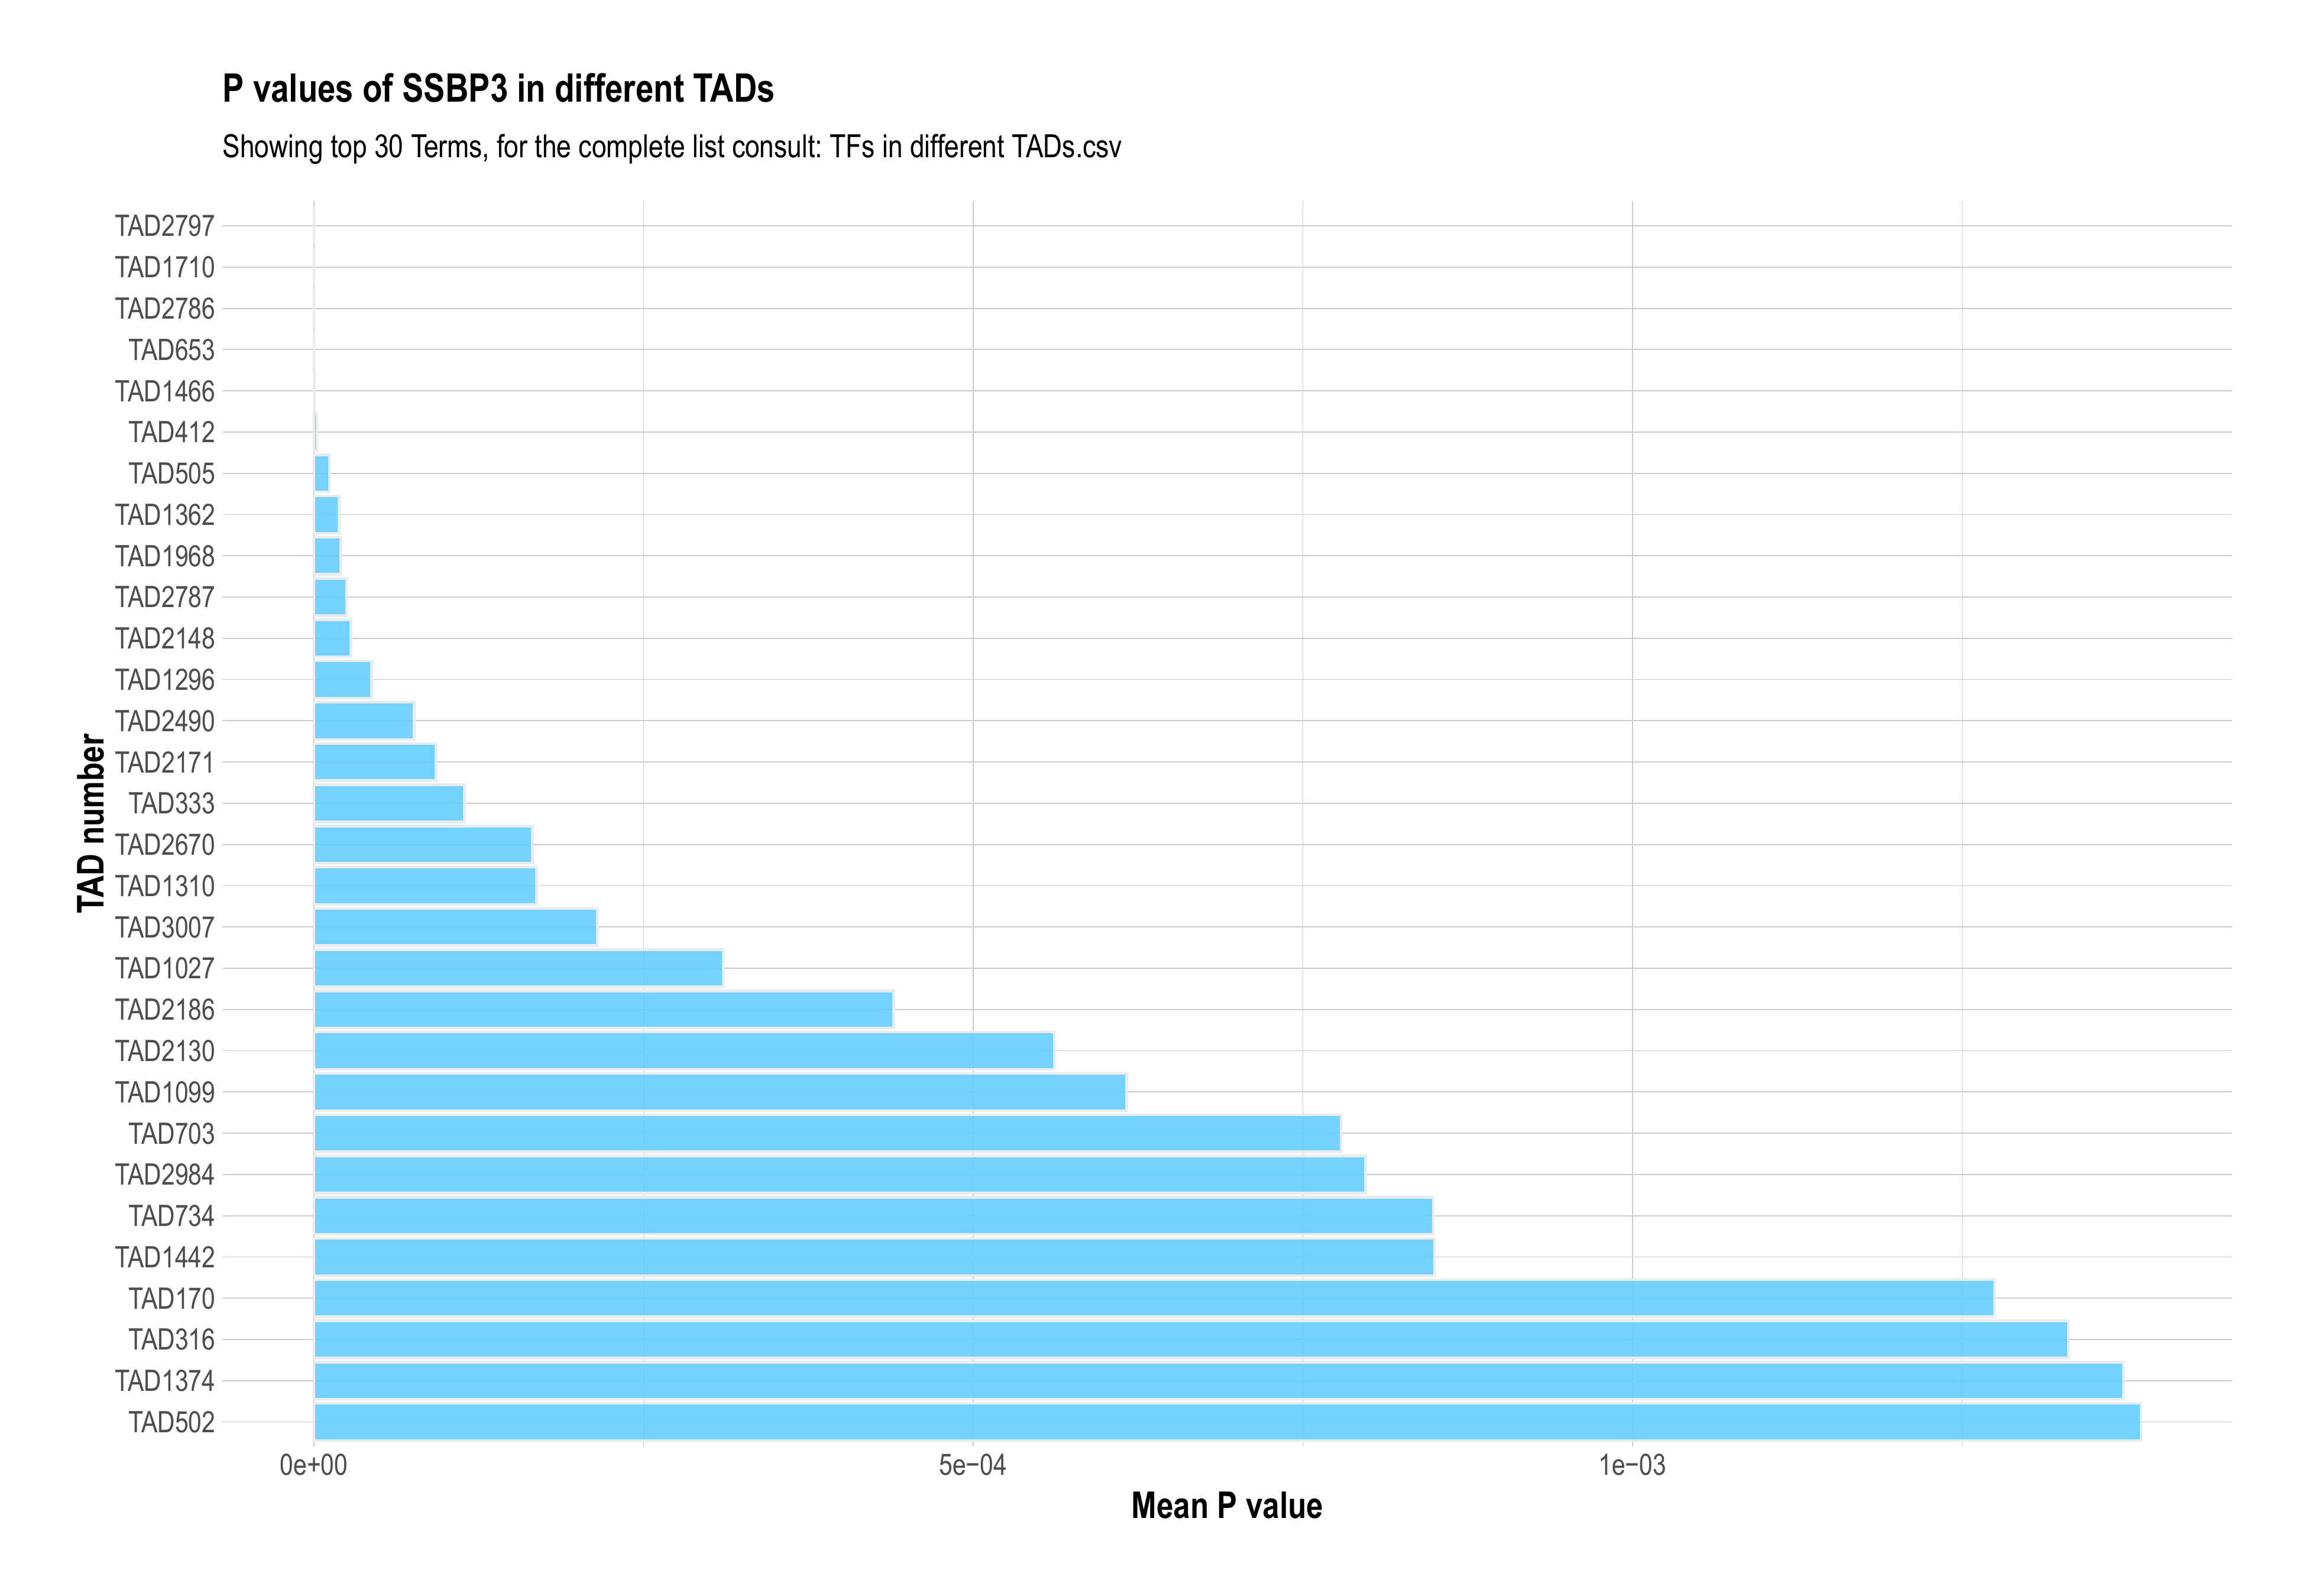 P values of SSBP3 in different TADs
Showing top 30 Terms, for the complete list consult: TFs in different TADs.csv
TAD number
TAD2797
TAD1710
TAD2786
TAD653
TAD1466
TAD412
TAD505
TAD1362
TAD1968
TAD2787
TAD2148
TAD1296
TAD2490
TAD2171
TAD333
TAD2670
TAD1310
TAD3007
TAD1027
TAD2186
TAD2130
TAD1099
TAD703
TAD2984
TAD734
TAD1442
TAD170
TAD316
TAD1374
TAD502
0e+00 5e−04 1e−03
Mean P value